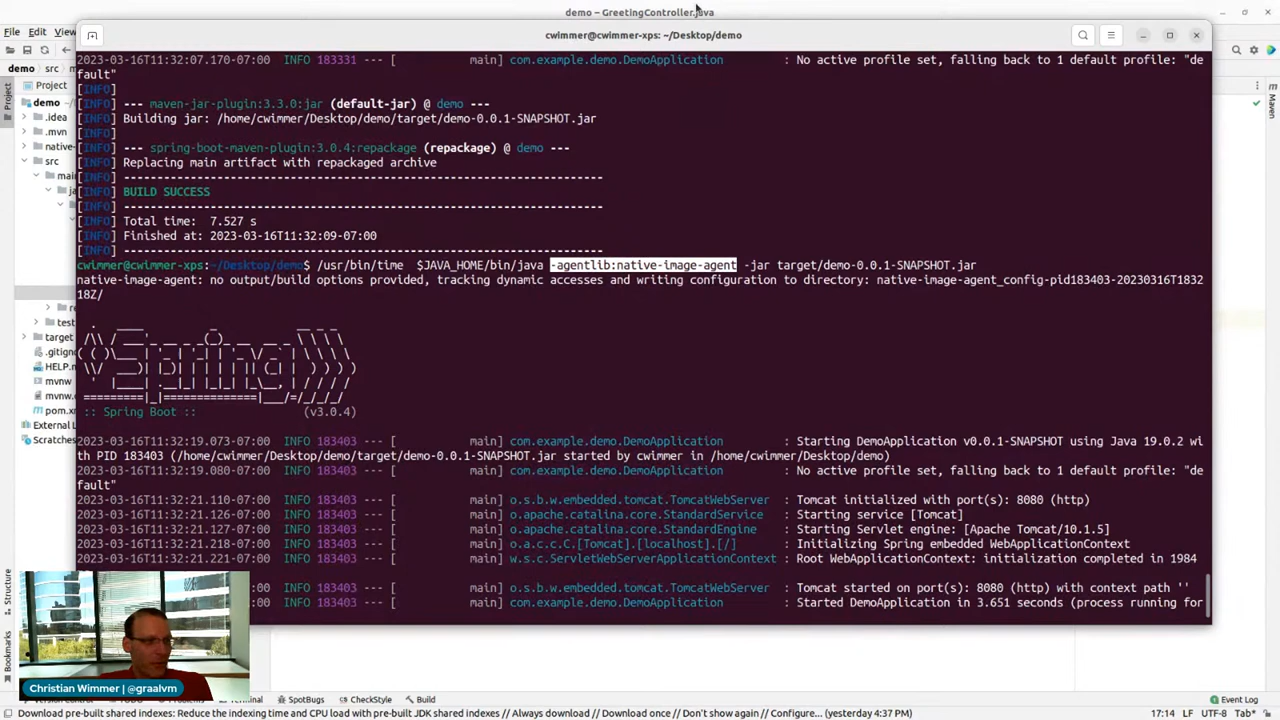 demo – GreetingController.java
File Edit View
cwimmer@cwimmer-xps: ~/Desktop/demo
demo src
Project
demo
.idea
.mvn
native-
src
mai
ja
re
test
target
.gitign
HELP.m
mvnw
mvnw.c
pom.xm
External L
Scratches
Project
Structure
Bookmarks
Maven
2023-03-16T11:32:07.170-07:00 INFO 183331 --- [ main] com.example.demo.DemoApplication : No active profile set, falling back to 1 default profile: "de
fault"
[INFO]
[INFO] --- maven-jar-plugin:3.3.0:jar (default-jar) @ demo ---
[INFO] Building jar: /home/cwimmer/Desktop/demo/target/demo-0.0.1-SNAPSHOT.jar
[INFO]
[INFO] --- spring-boot-maven-plugin:3.0.4:repackage (repackage) @ demo ---
[INFO] Replacing main artifact with repackaged archive
[INFO] ------------------------------------------------------------------------
[INFO] BUILD SUCCESS
[INFO] ------------------------------------------------------------------------
[INFO] Total time: 7.527 s
[INFO] Finished at: 2023-03-16T11:32:09-07:00
[INFO] ------------------------------------------------------------------------
cwimmer@cwimmer-xps:~/Desktop/demo$ /usr/bin/time $JAVA_HOME/bin/java -agentlib:native-image-agent -jar target/demo-0.0.1-SNAPSHOT.jar
native-image-agent: no output/build options provided, tracking dynamic accesses and writing configuration to directory: native-image-agent_config-pid183403-20230316T1832
18Z/
:: Spring Boot :: (v3.0.4)
2023-03-16T11:32:19.073-07:00 INFO 183403 --- [ main] com.example.demo.DemoApplication : Starting DemoApplication v0.0.1-SNAPSHOT using Java 19.0.2 wi
th PID 183403 (/home/cwimmer/Desktop/demo/target/demo-0.0.1-SNAPSHOT.jar started by cwimmer in /home/cwimmer/Desktop/demo)
2023-03-16T11:32:19.080-07:00 INFO 183403 --- [ main] com.example.demo.DemoApplication : No active profile set, falling back to 1 default profile: "de
fault"
2023-03-16T11:32:21.110-07:00 INFO 183403 --- [ main] o.s.b.w.embedded.tomcat.TomcatWebServer : Tomcat initialized with port(s): 8080 (http)
2023-03-16T11:32:21.126-07:00 INFO 183403 --- [ main] o.apache.catalina.core.StandardService : Starting service [Tomcat]
2023-03-16T11:32:21.127-07:00 INFO 183403 --- [ main] o.apache.catalina.core.StandardEngine : Starting Servlet engine: [Apache Tomcat/10.1.5]
2023-03-16T11:32:21.218-07:00 INFO 183403 --- [ main] o.a.c.c.C.[Tomcat].[localhost].[/] : Initializing Spring embedded WebApplicationContext
2023-03-16T11:32:21.221-07:00 INFO 183403 --- [ main] w.s.c.ServletWebServerApplicationContext : Root WebApplicationContext: initialization completed in 1984
:00 INFO 183403 --- [ main] o.s.b.w.embedded.tomcat.TomcatWebServer : Tomcat started on port(s): 8080 (http) with context path ''
:00 INFO 183403 --- [ main] com.example.demo.DemoApplication : Started DemoApplication in 3.651 seconds (process running for
Christian Wimmer | @graalvm
SpotBugs CheckStyle Build Event Log
Download pre-built shared indexes: Reduce the indexing time and CPU load with pre-built JDK shared indexes // Always download // Download once // Don't show again // Configure... (yesterday 4:37 PM) 17:14 LF UTF-8 Tab*